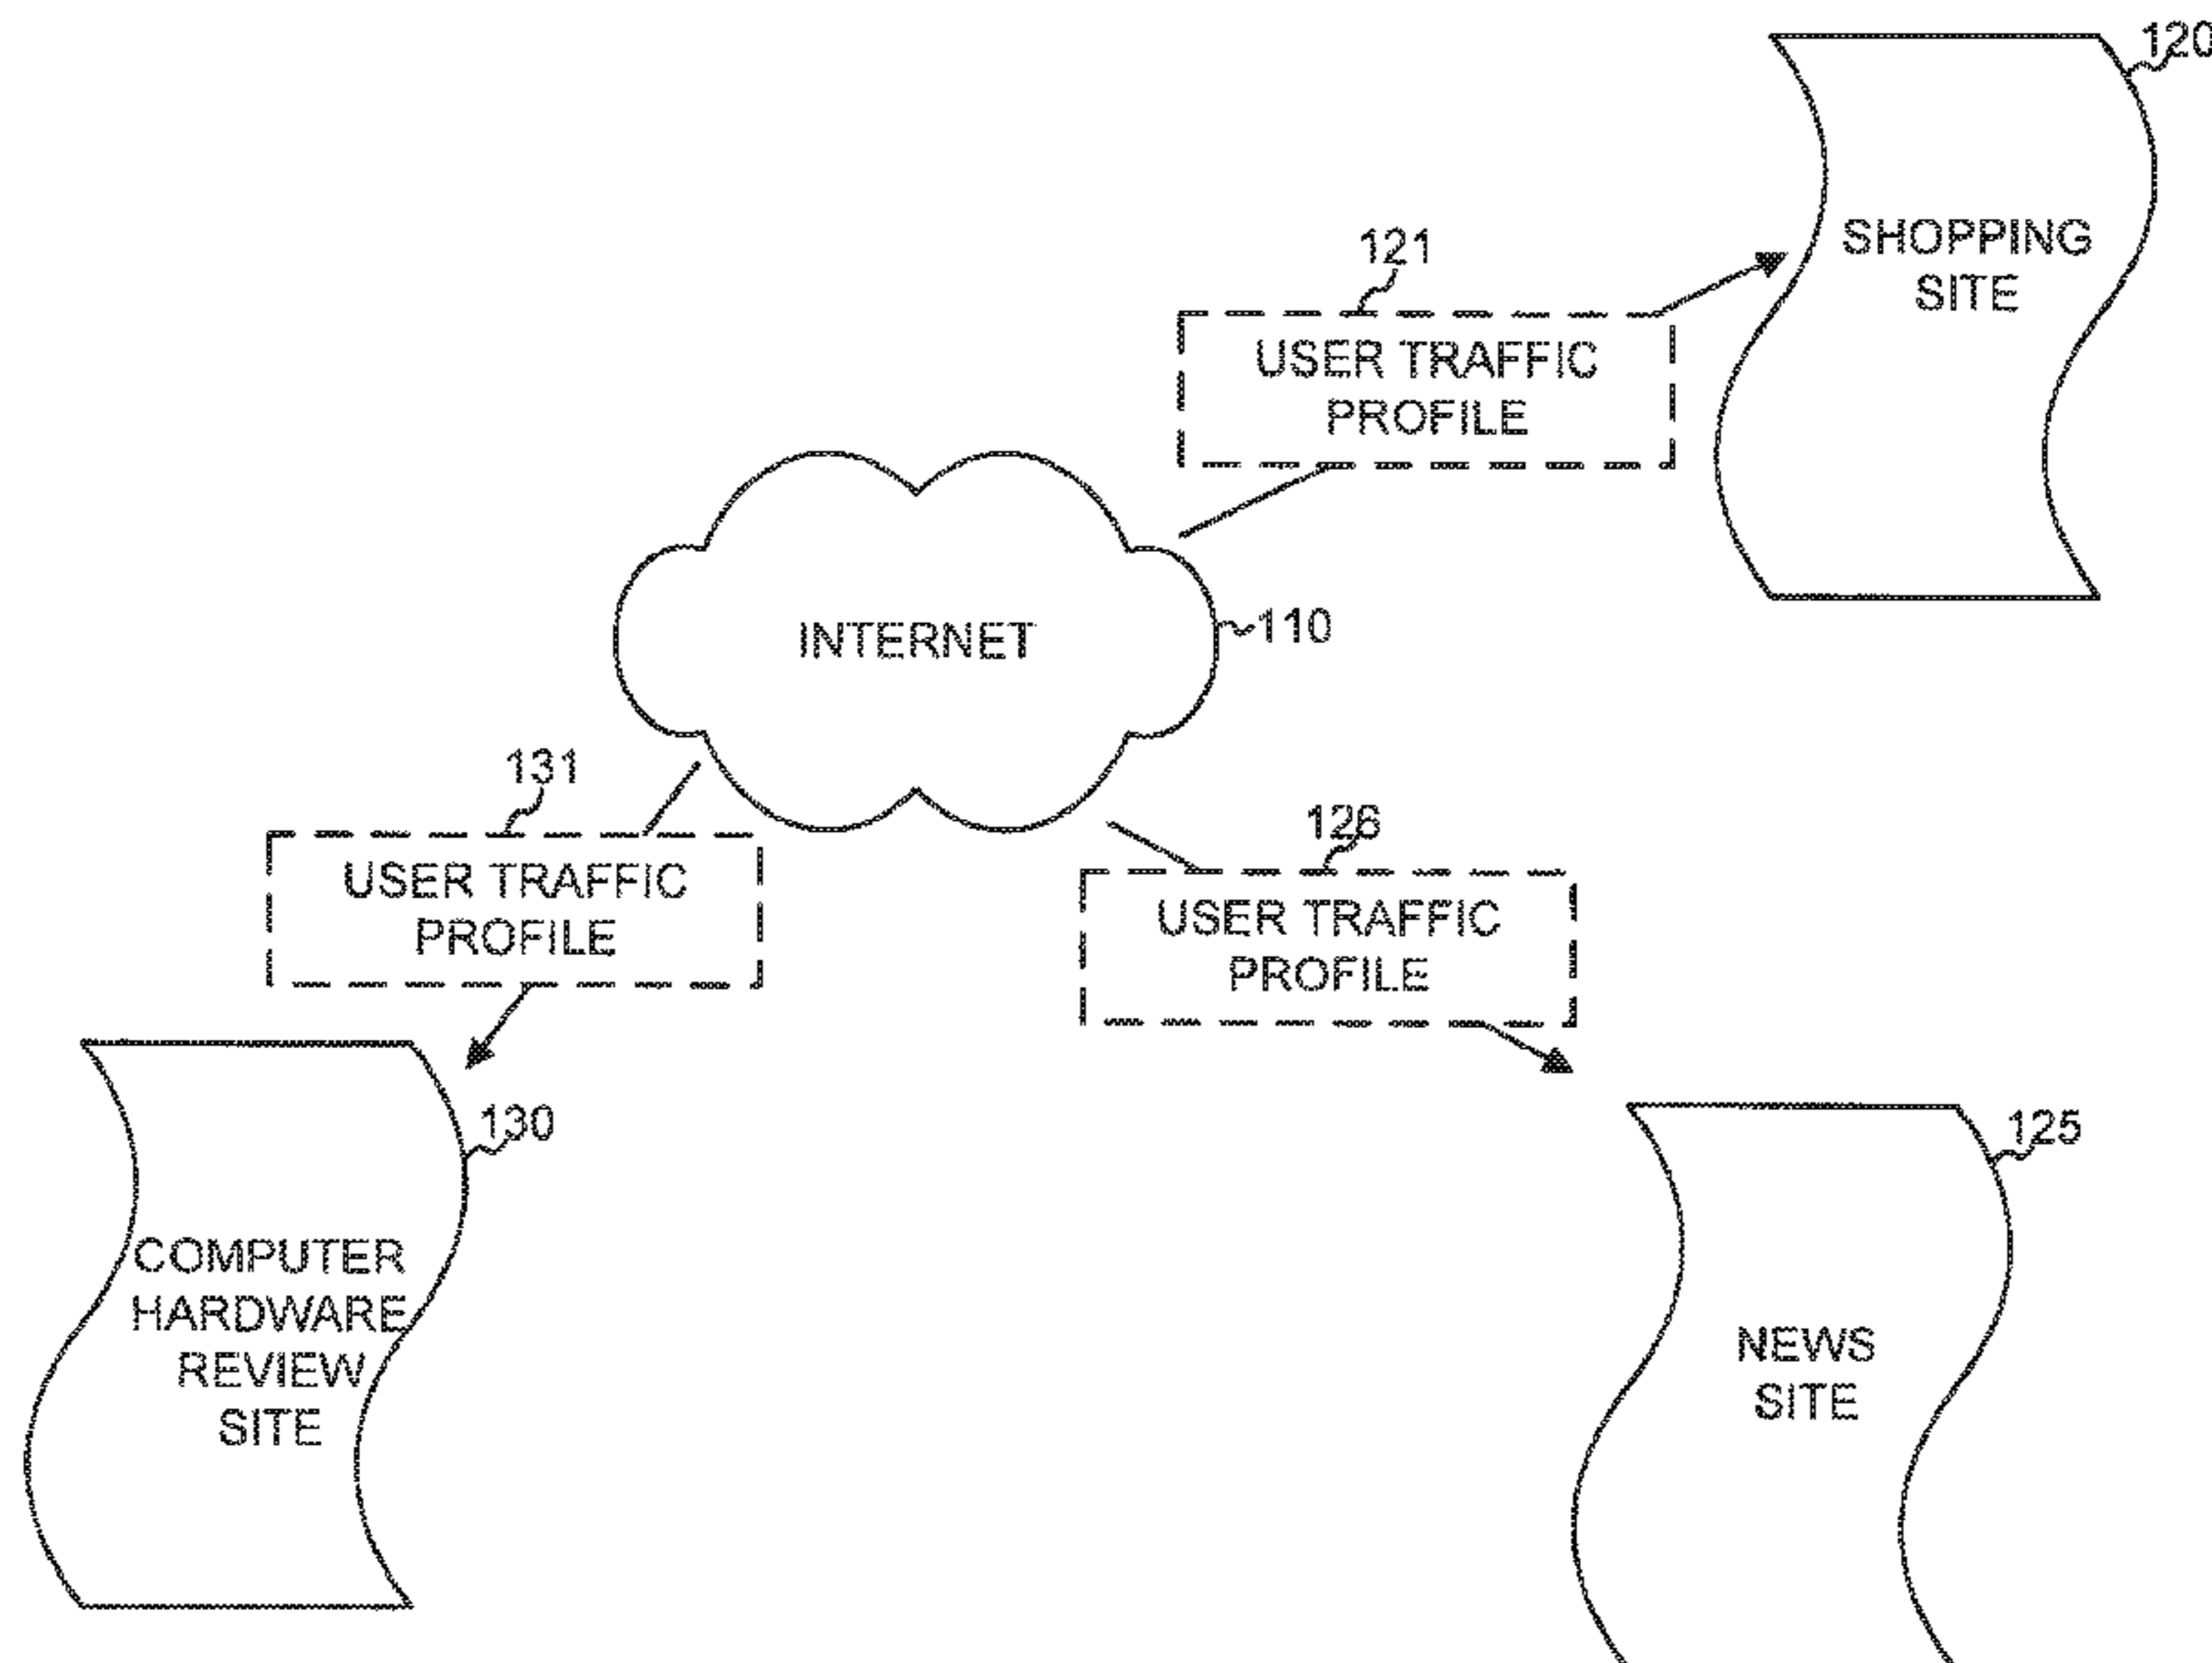 120
SHOPPING
SITE
121
USER TRAFFIC
PROFILE
INTERNET
110
131
USER TRAFFIC
PROFILE
126
USER TRAFFIC
PROFILE
130
COMPUTER
HARDWARE
REVIEW
SITE
125
NEWS
SITE